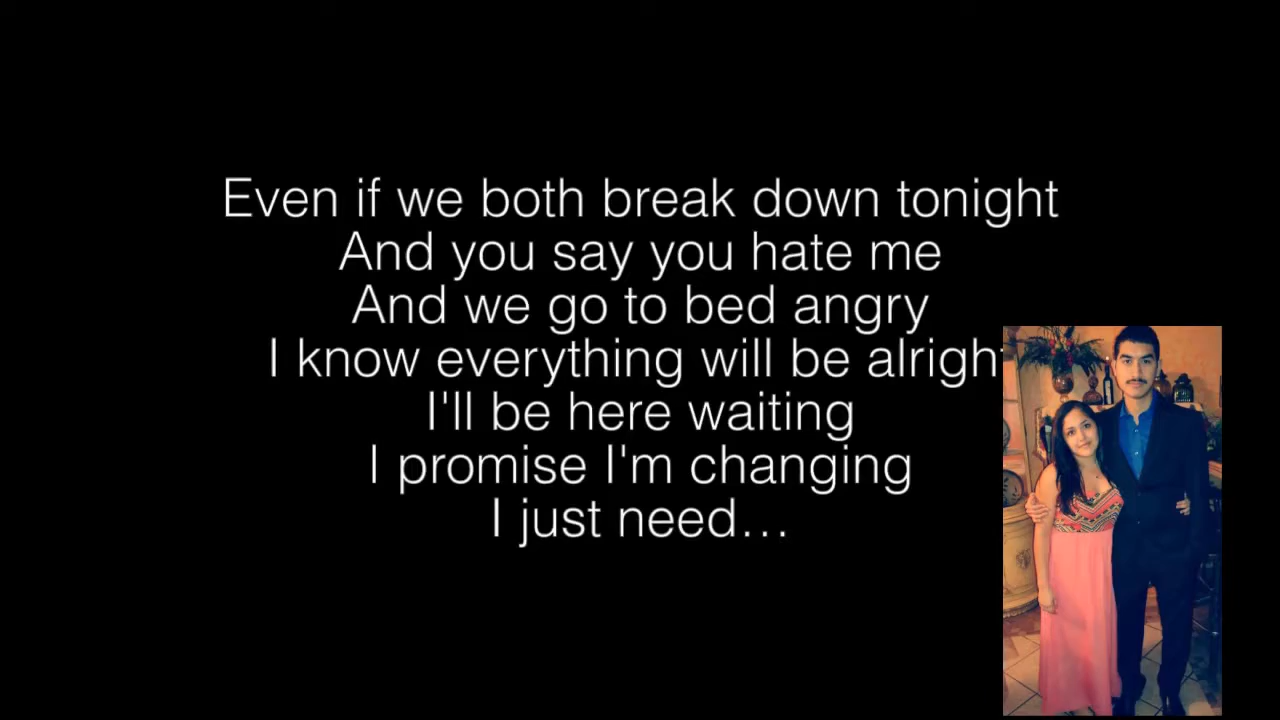 Even if we both break down tonight
And you say you hate me
And we go to bed angry
I know everything will be alright
I'll be here waiting
I promise I'm changing
I just need...